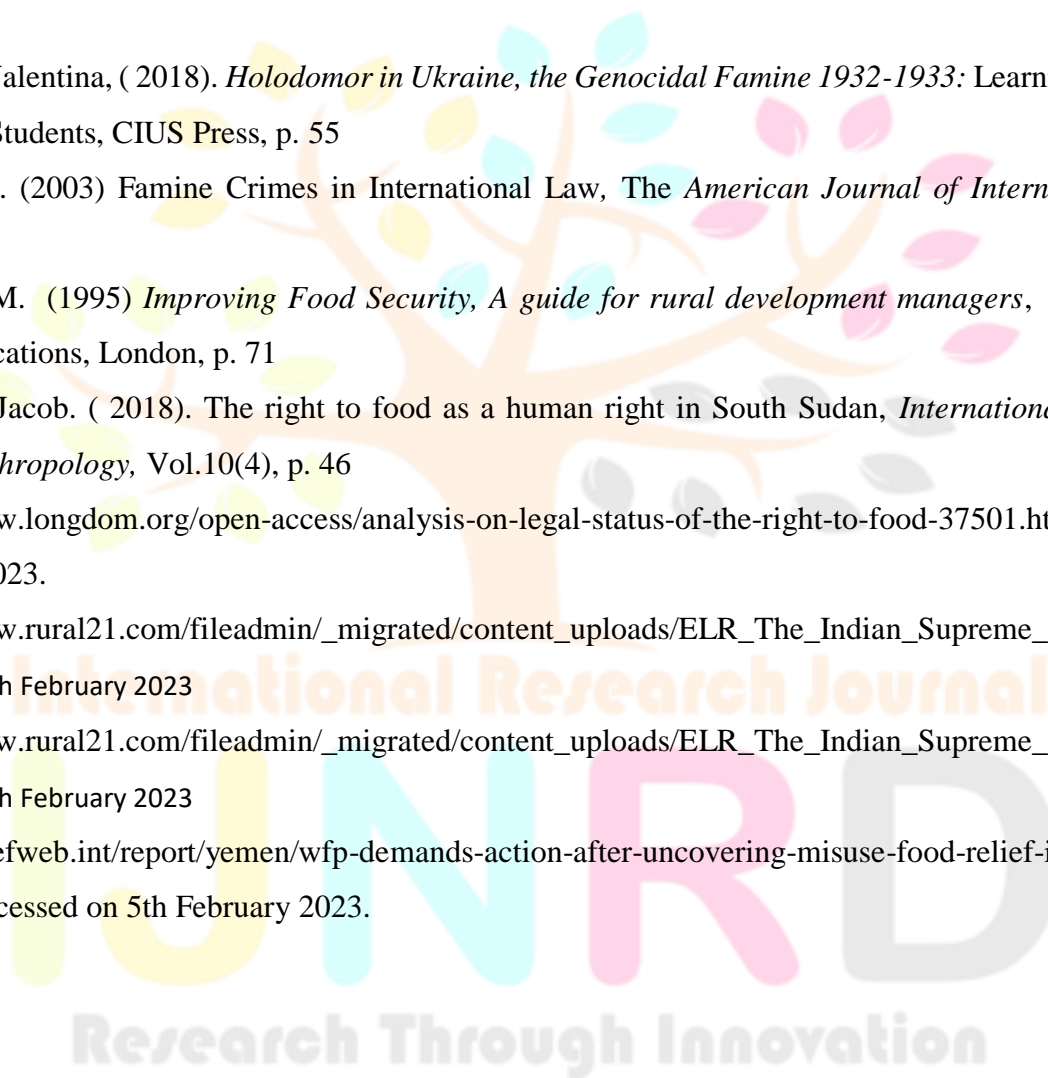 Valentina, ( 2018). Holodomor in Ukraine, the Genocidal Famine 1932-1933: Learn
Students, CIUS Press, p. 55
. (2003) Famine Crimes in International Law, The American Journal of Intern
M. (1995) Improving Food Security, A guide for rural development managers,
cations, London, p. 71
Jacob. ( 2018). The right to food as a human right in South Sudan, Internationa
hropology, Vol.10(4), p. 46
w.longdom.org/open-access/analysis-on-legal-status-of-the-right-to-food-37501.ht
023.
w.rural21.com/fileadmin/_migrated/content_uploads/ELR_The_Indian_Supreme_
h February 2023
International Research Journal
w.rural21.com/fileadmin/_migrated/content_uploads/ELR_The_Indian_Supreme_
h February 2023
efweb.int/report/yemen/wfp-demands-action-after-uncovering-misuse-food-relief-i
cessed on 5th February 2023.
IJNRD
Research Through Innovation